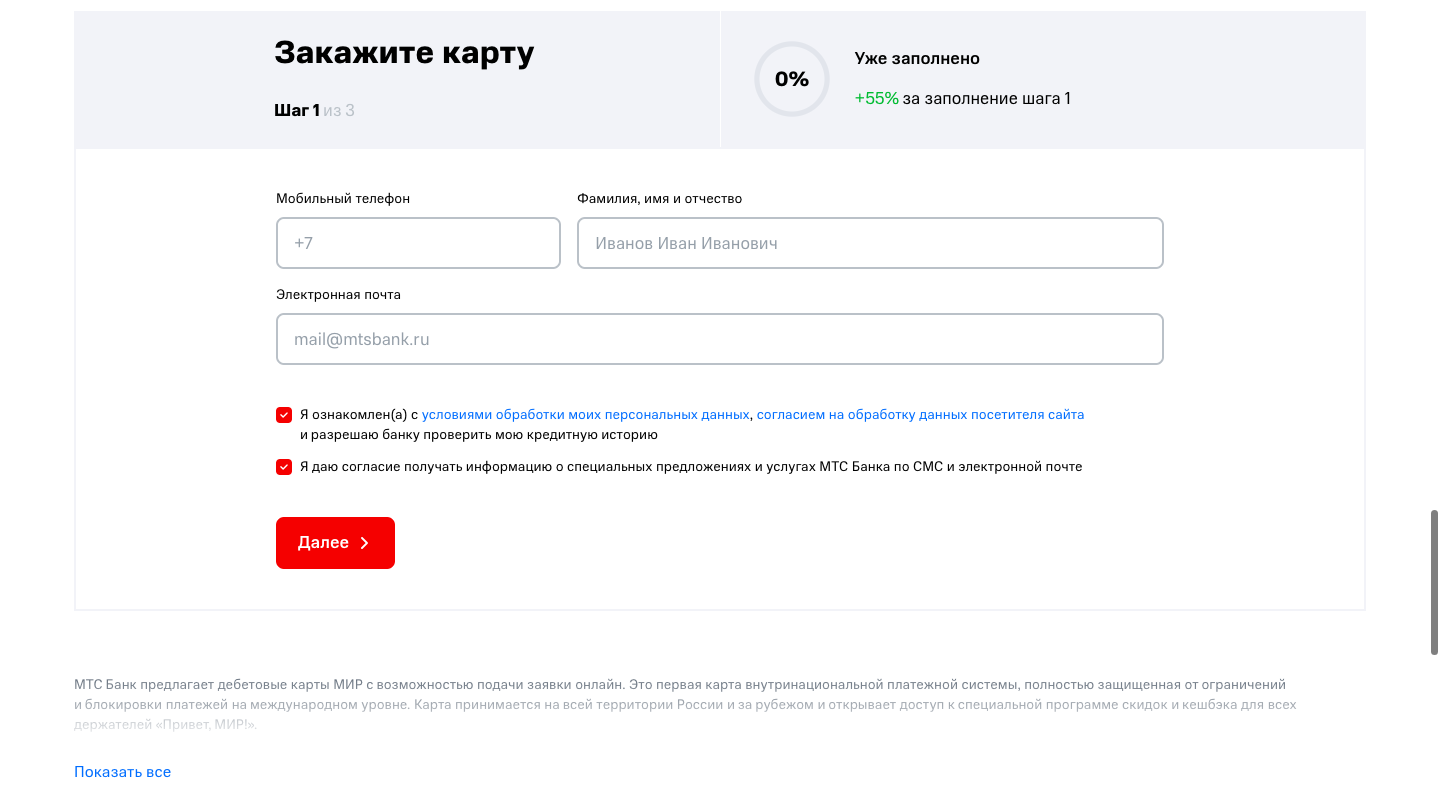 Закажите карту
Шаг 1 из 3
0%
Уже заполнено
+55% за заполнение шага 1
Мобильный телефон
+7
Фамилия, имя и отчество
Иванов Иван Иванович
Электронная почта
mail@mtsbank.ru
Я ознакомлен(а) с условиями обработки моих персональных данных, согласием на обработку данных посетителя сайта
и разрешаю банку проверить мою кредитную историю
Я даю согласие получать информацию о специальных предложениях и услугах МТС Банка по СМС и электронной почте
Далее
МТС Банк предлагает дебетовые карты МИР с возможностью подачи заявки онлайн. Это первая карта внутринациональной платежной системы, полностью защищенная от ограничений
и блокировки платежей на международном уровне. Карта принимается на всей территории России и за рубежом и открывает доступ к специальной программе скидок и кешбэка для всех
держателей «Привет, МИР!».
Показать все